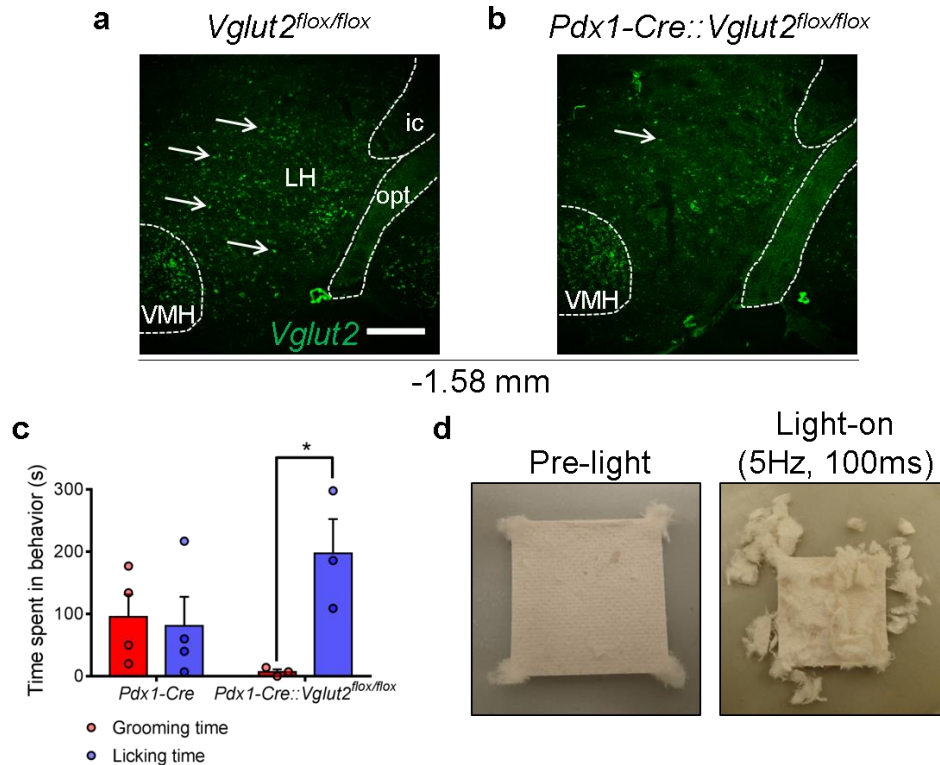 a
Vglut2flox/flox
b
Pdx1-Cre::Vglut2flox/flox
ic
LH
opt
VMH
Vglut2
VMH
-1.58 mm
c
Time spent in behavior (s)
300
200
100
0
*
Pdx1-Cre
Pdx1-Cre::Vglut2flox/flox
Grooming time
Licking time
d
Pre-light
Light-on
(5Hz, 100ms)